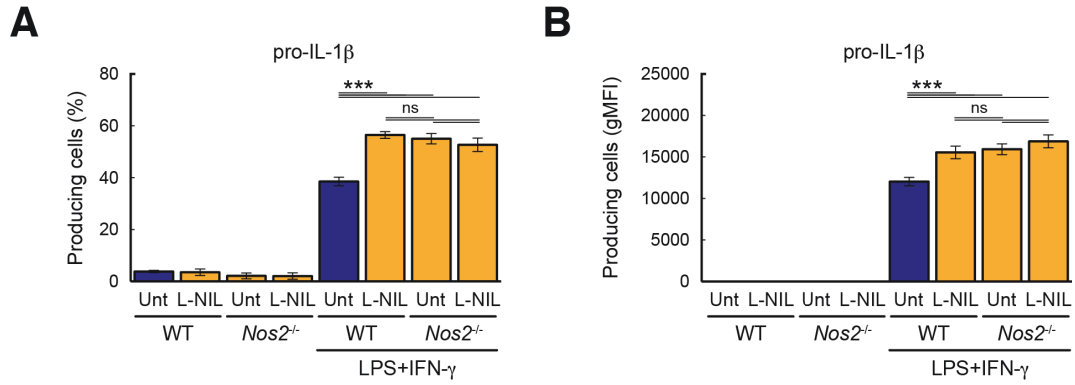 A
pro-IL-1β
Producing cells (%)
80
60
40
20
0
***
ns
Unt L-NIL Unt L-NIL Unt L-NIL Unt L-NIL
WT Nos2-/- WT Nos2-/-
LPS+IFN-γ
B
pro-IL-1β
Producing cells (gMFI)
25000
20000
15000
10000
5000
0
***
ns
Unt L-NIL Unt L-NIL Unt L-NIL Unt L-NIL
WT Nos2-/- WT Nos2-/-
LPS+IFN-γ